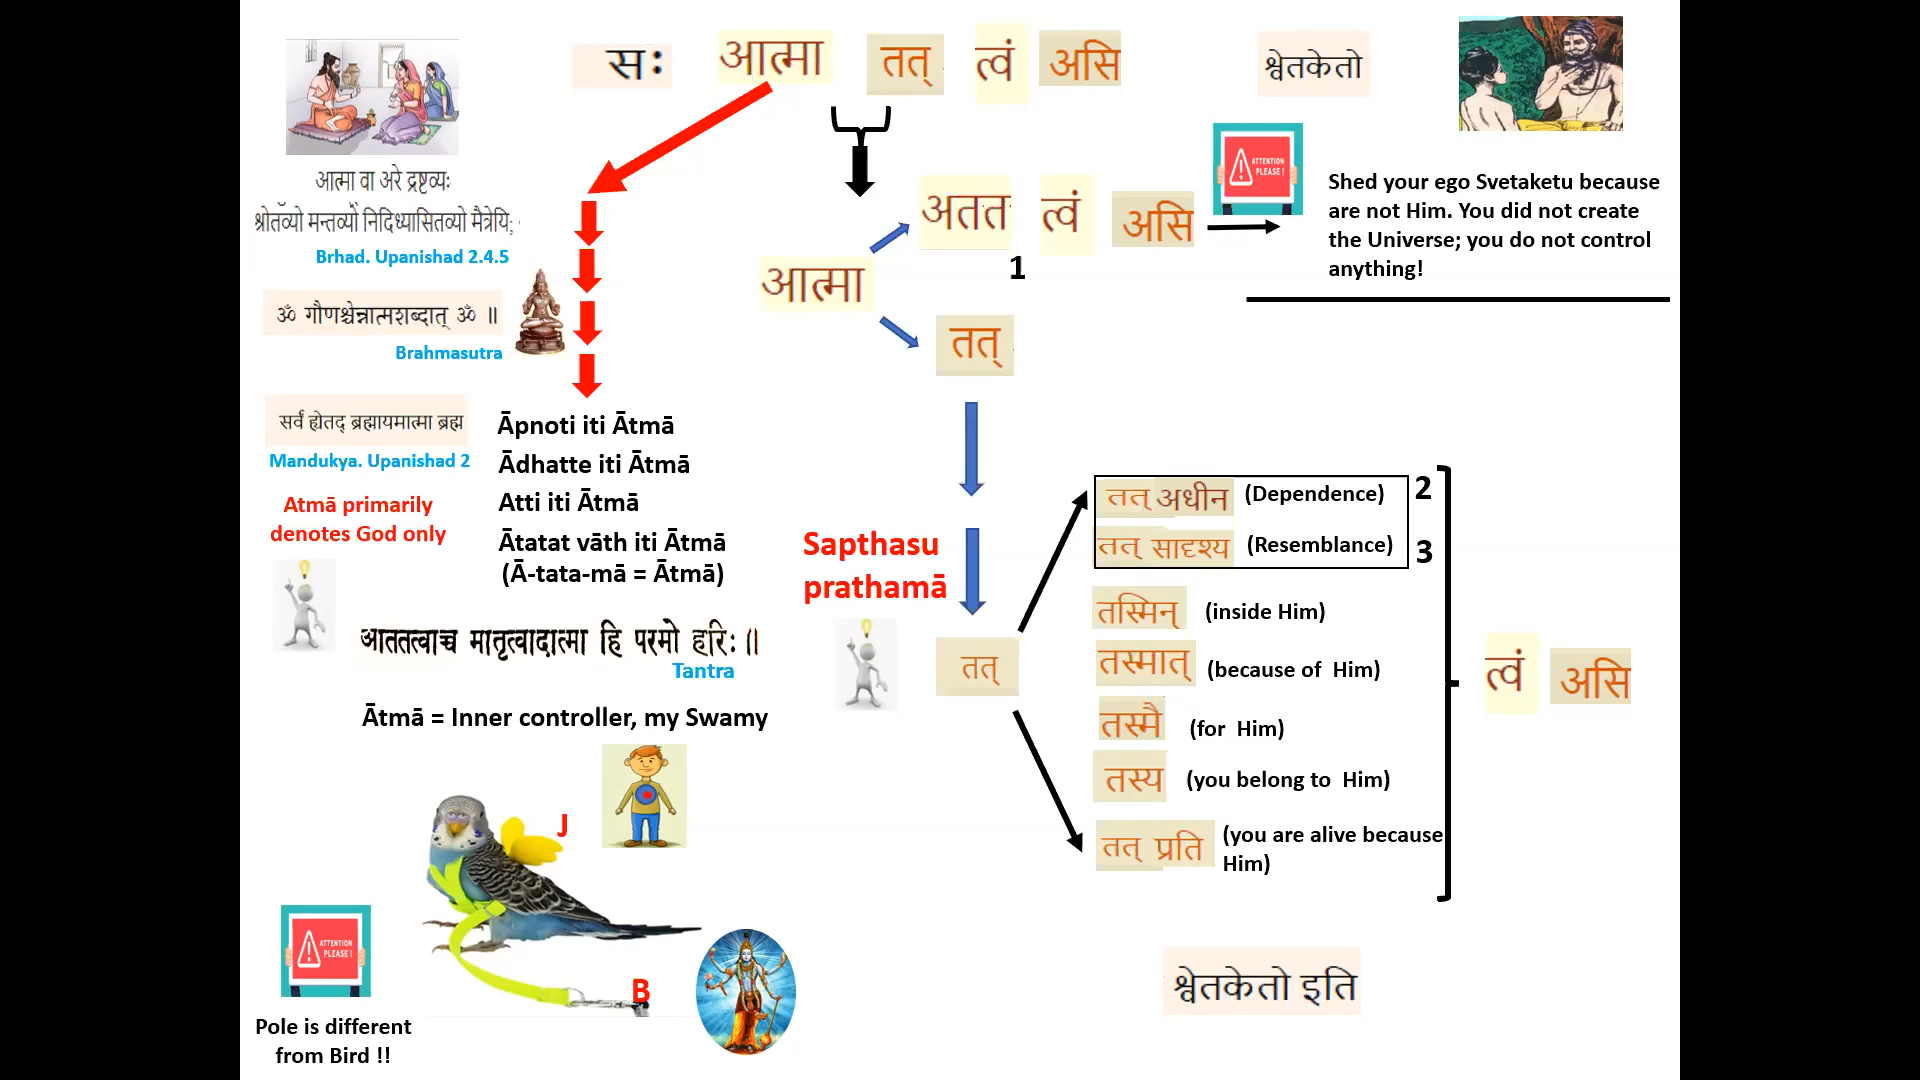 सः आत्मा तत् त्वं असि श्वेतकेतो
आत्मा वा अरे द्रष्टव्यः
श्रोतव्यो मन्तव्यो निदिध्यासितव्यो मैत्रेयि
Brhad. Upanishad 2.4.5
ॐ गौणश्चेन्नात्मशब्दात् ॐ ॥
Brahmasutra
सर्वं ह्येतद् ब्रह्मायमात्मा ब्रह्म
Mandukya. Upanishad 2
Atmā primarily
denotes God only
Āpnoti iti Ātmā
Ādhatte iti Ātmā
Atti iti Ātmā
Ātatat vāth iti Ātmā
(Ā-tata-mā = Ātmā)
आततत्वाच्च मातृत्वादात्मा हि परमो हरिः ॥
Tantra
Ātmā = Inner controller, my Swamy
J
B
ATTENTION
PLEASE !
Pole is different
from Bird !!
अतत त्वं असि
1
आत्मा
तत्
ATTENTION
PLEASE !
Shed your ego Svetaketu because
are not Him. You did not create
the Universe; you do not control
anything!
Sapthasu
prathamā
तत्
तत् अधीन (Dependence) 2
तत् सादृश्य (Resemblance) 3
तस्मिन् (inside Him)
तस्मात् (because of Him)
तस्मै (for Him)
तस्य (you belong to Him)
तत् प्रति (you are alive because
Him)
त्वं असि
श्वेतकेतो इति